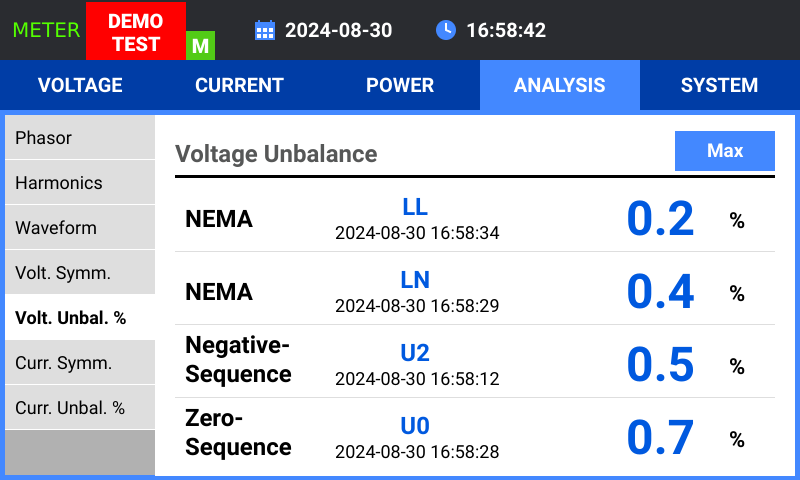 METER
DEMO
TEST
M
2024-08-30
16:58:42
VOLTAGE
CURRENT
POWER
ANALYSIS
SYSTEM
Phasor
Harmonics
Waveform
Volt. Symm.
Volt. Unbal. %
Curr. Symm.
Curr. Unbal. %
Voltage Unbalance
Max
NEMA
LL
2024-08-30 16:58:34
0.2 %
NEMA
LN
2024-08-30 16:58:29
0.4 %
Negative-
Sequence
U2
2024-08-30 16:58:12
0.5 %
Zero-
Sequence
U0
2024-08-30 16:58:28
0.7 %